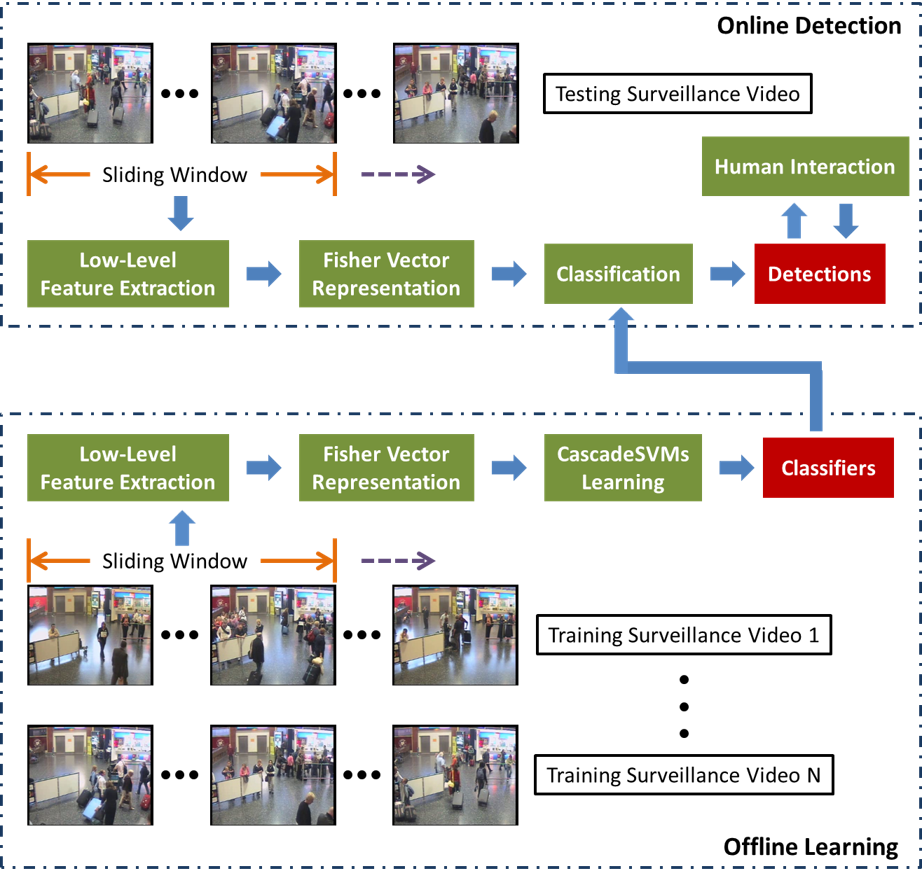 Online Detection
Testing Surveillance Video
Sliding Window
Human Interaction
Low-Level
Feature Extraction
Fisher Vector
Representation
Classification
Detections
Low-Level
Feature Extraction
Fisher Vector
Representation
CascadeSVMs
Learning
Classifiers
Sliding Window
Training Surveillance Video 1
Training Surveillance Video N
Offline Learning